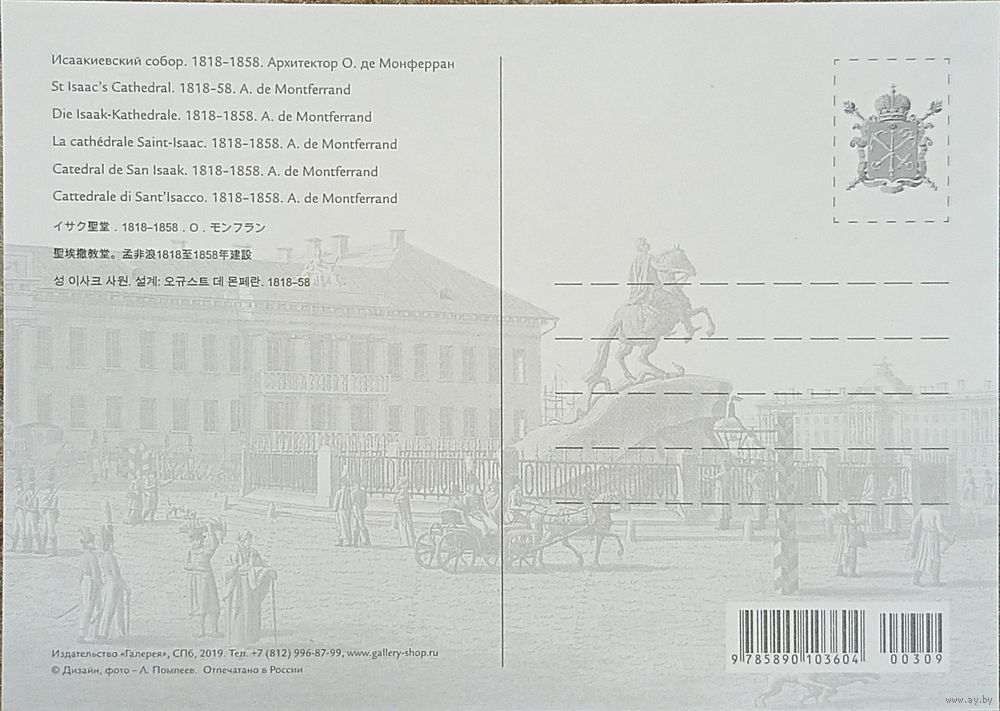 Исаакиевский собор. 1818–1858. Архитектор О. де Монферран
St Isaac's Cathedral. 1818–58. A. de Montferrand
Die Isaak-Kathedrale. 1818–1858. A. de Montferrand
La cathédrale Saint-Isaac. 1818–1858. A. de Montferrand
Catedral de San Isaak. 1818–1858. A. de Montferrand
Cattedrale di Sant'Isacco. 1818–1858. A. de Montferrand
イサク聖堂 . 1818–1858 . O . モンフラン
聖埃撒教堂。孟非浪1818至1858年建設
성 이사크 사원. 설계: 오규스트 데 몬페란. 1818–58
Издательство «Галерея», СПб, 2019. Тел. +7 (812) 996-87-99, www.gallery-shop.ru
© Дизайн, фото – А. Помпеев. Отпечатано в России
9 785890 103604
00309
www.ay.by